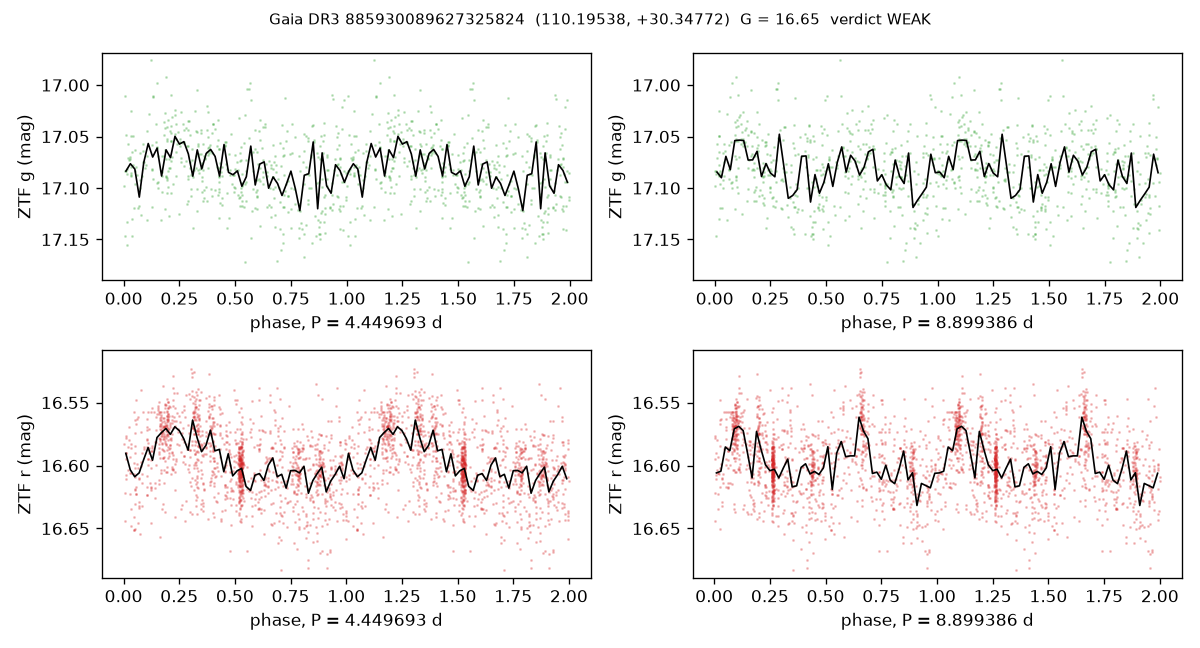 Gaia DR3 885930089627325824  (110.19538, +30.34772)  G = 16.65  verdict WEAK
ZTF g (mag)
17.00
17.05
17.10
17.15
0.00 0.25 0.50 0.75 1.00 1.25 1.50 1.75 2.00
phase, P = 4.449693 d
ZTF g (mag)
17.00
17.05
17.10
17.15
0.00 0.25 0.50 0.75 1.00 1.25 1.50 1.75 2.00
phase, P = 8.899386 d
ZTF r (mag)
16.55
16.60
16.65
0.00 0.25 0.50 0.75 1.00 1.25 1.50 1.75 2.00
phase, P = 4.449693 d
ZTF r (mag)
16.55
16.60
16.65
0.00 0.25 0.50 0.75 1.00 1.25 1.50 1.75 2.00
phase, P = 8.899386 d